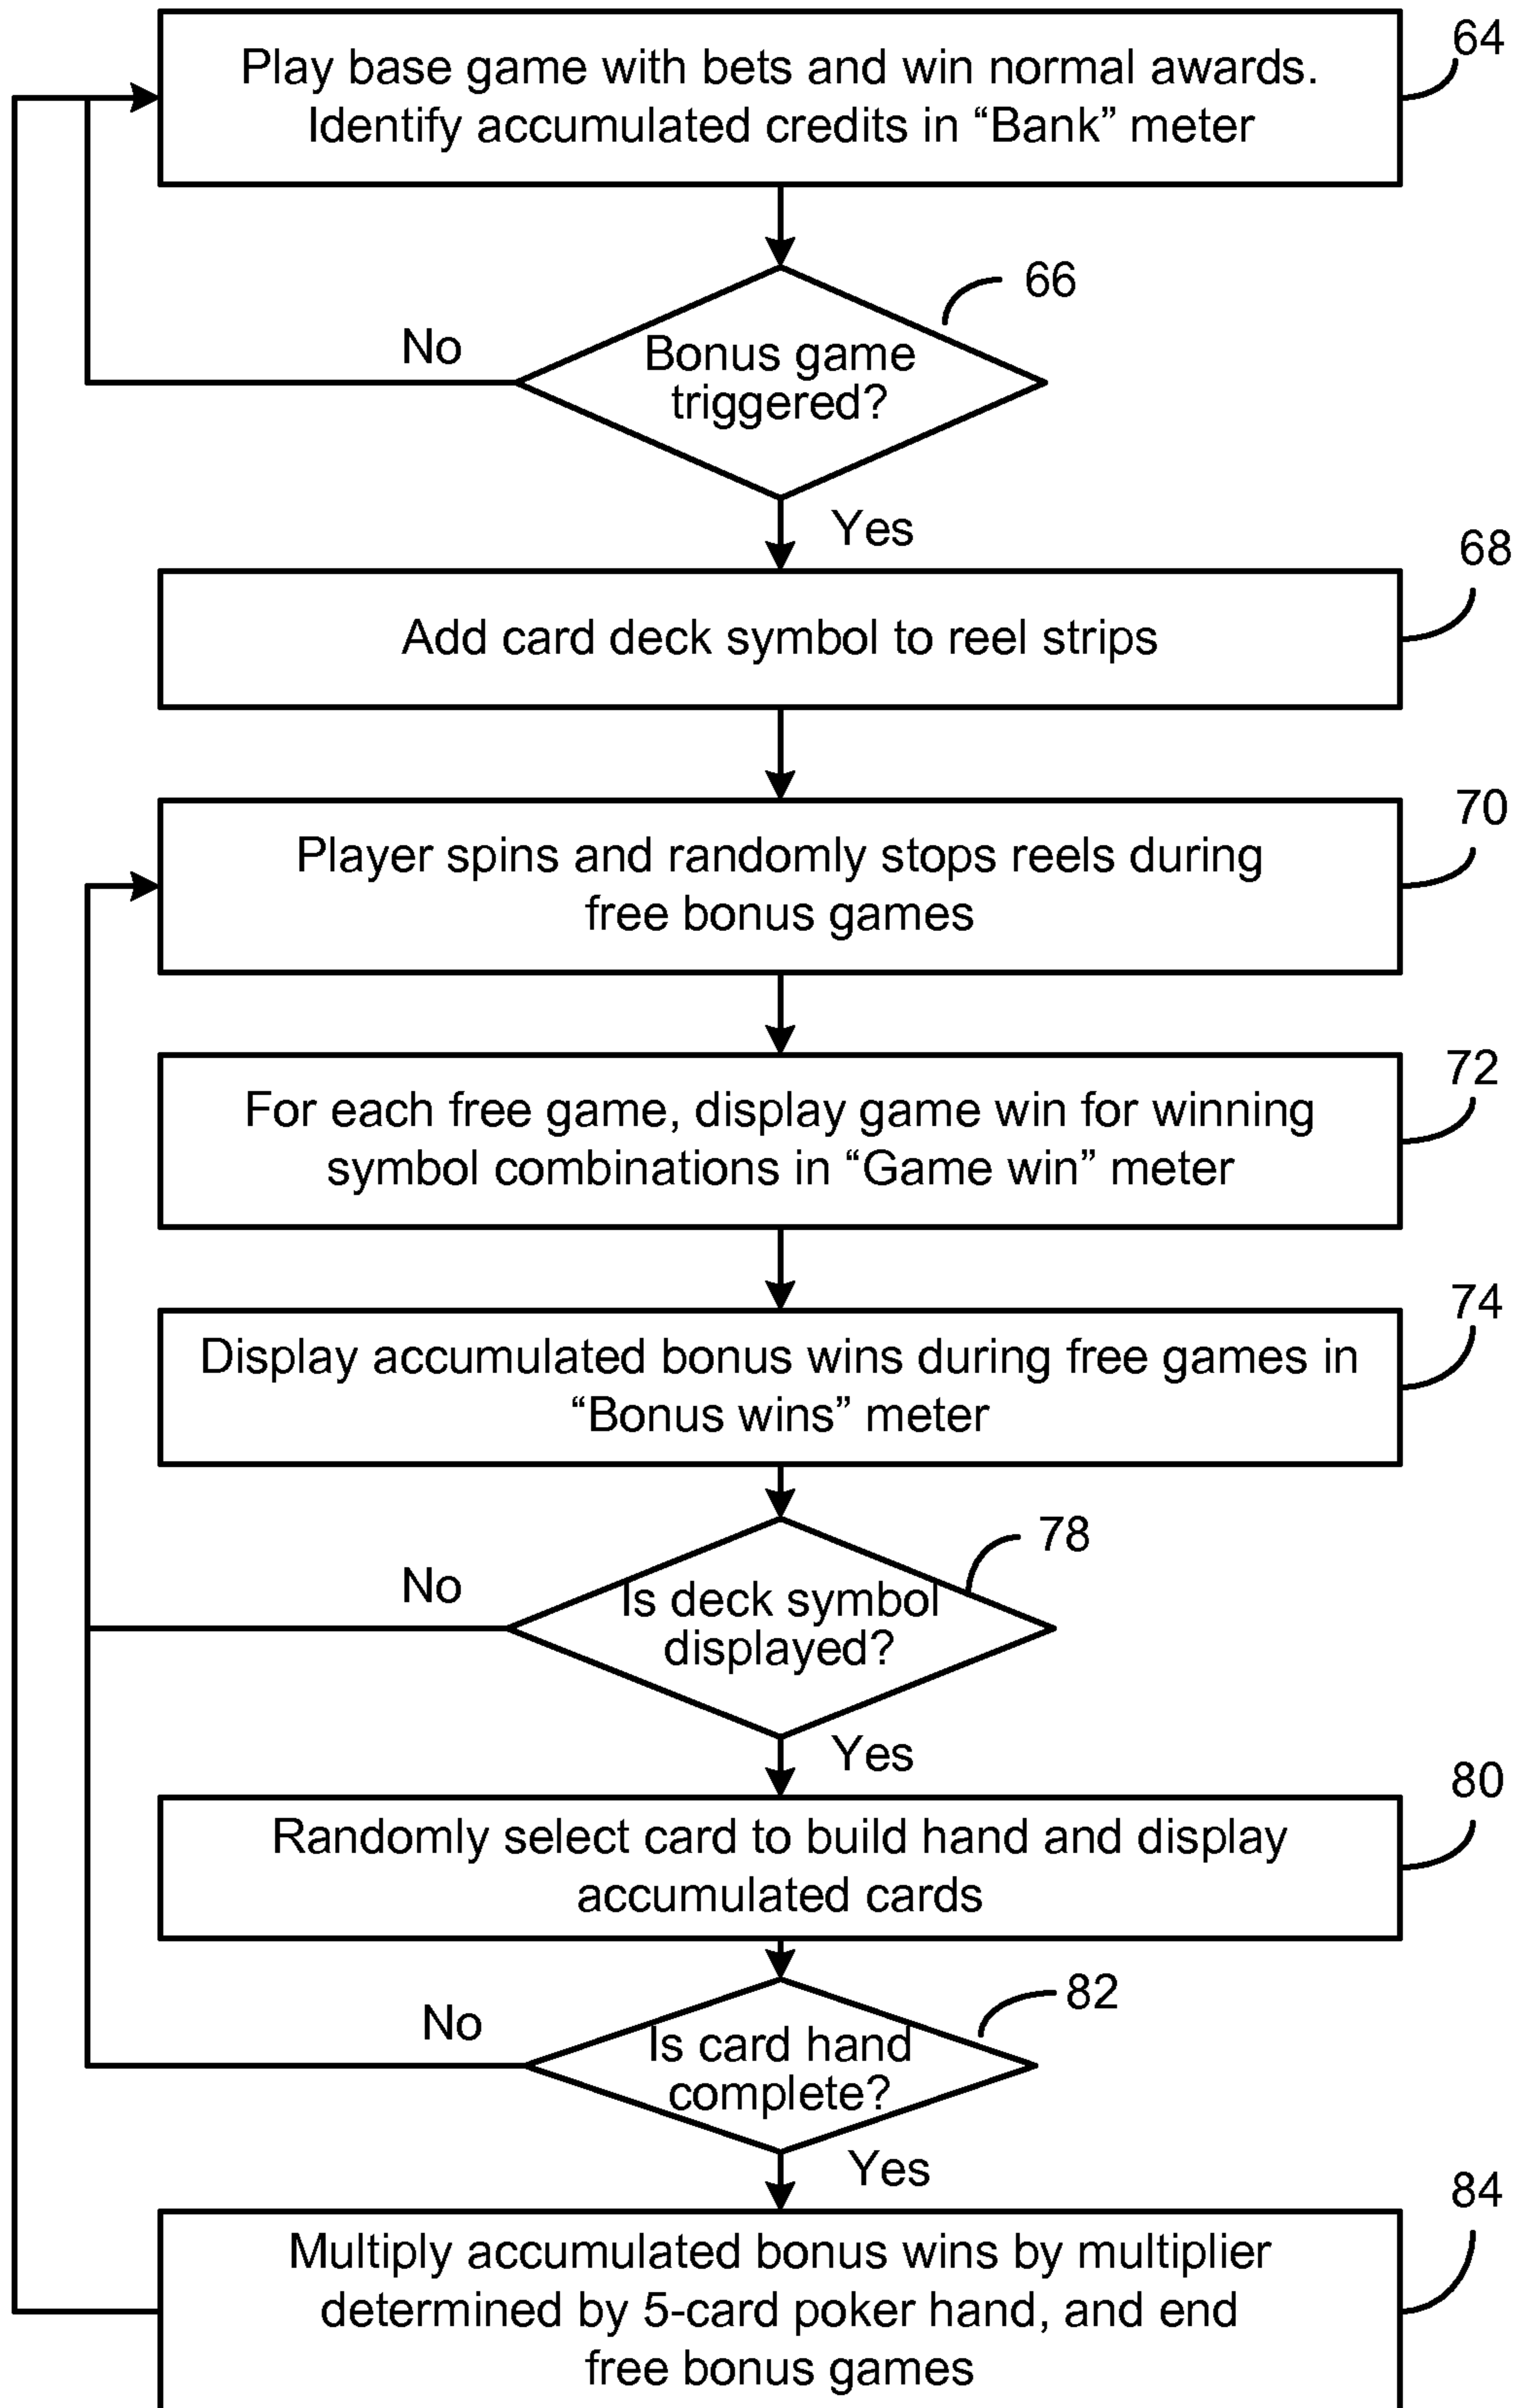 Play base game with bets and win normal awards.
Identify accumulated credits in “Bank” meter
64
66
No
Bonus game
triggered?
Yes
68
Add card deck symbol to reel strips
70
Player spins and randomly stops reels during
free bonus games
72
For each free game, display game win for winning
symbol combinations in “Game win” meter
74
Display accumulated bonus wins during free games in
“Bonus wins” meter
78
No
Is deck symbol
displayed?
Yes
80
Randomly select card to build hand and display
accumulated cards
82
No
Is card hand
complete?
Yes
84
Multiply accumulated bonus wins by multiplier
determined by 5-card poker hand, and end
free bonus games